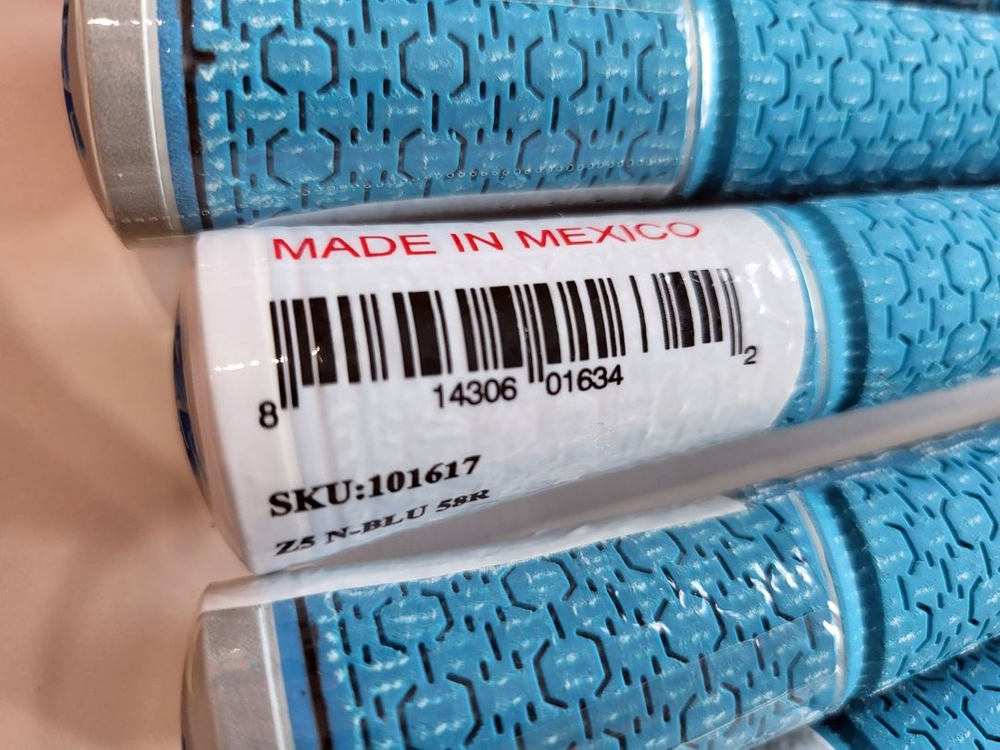 MADE IN MEXICO
8 14306 01634 2
SKU:101617
Z5 N-BLU 58R